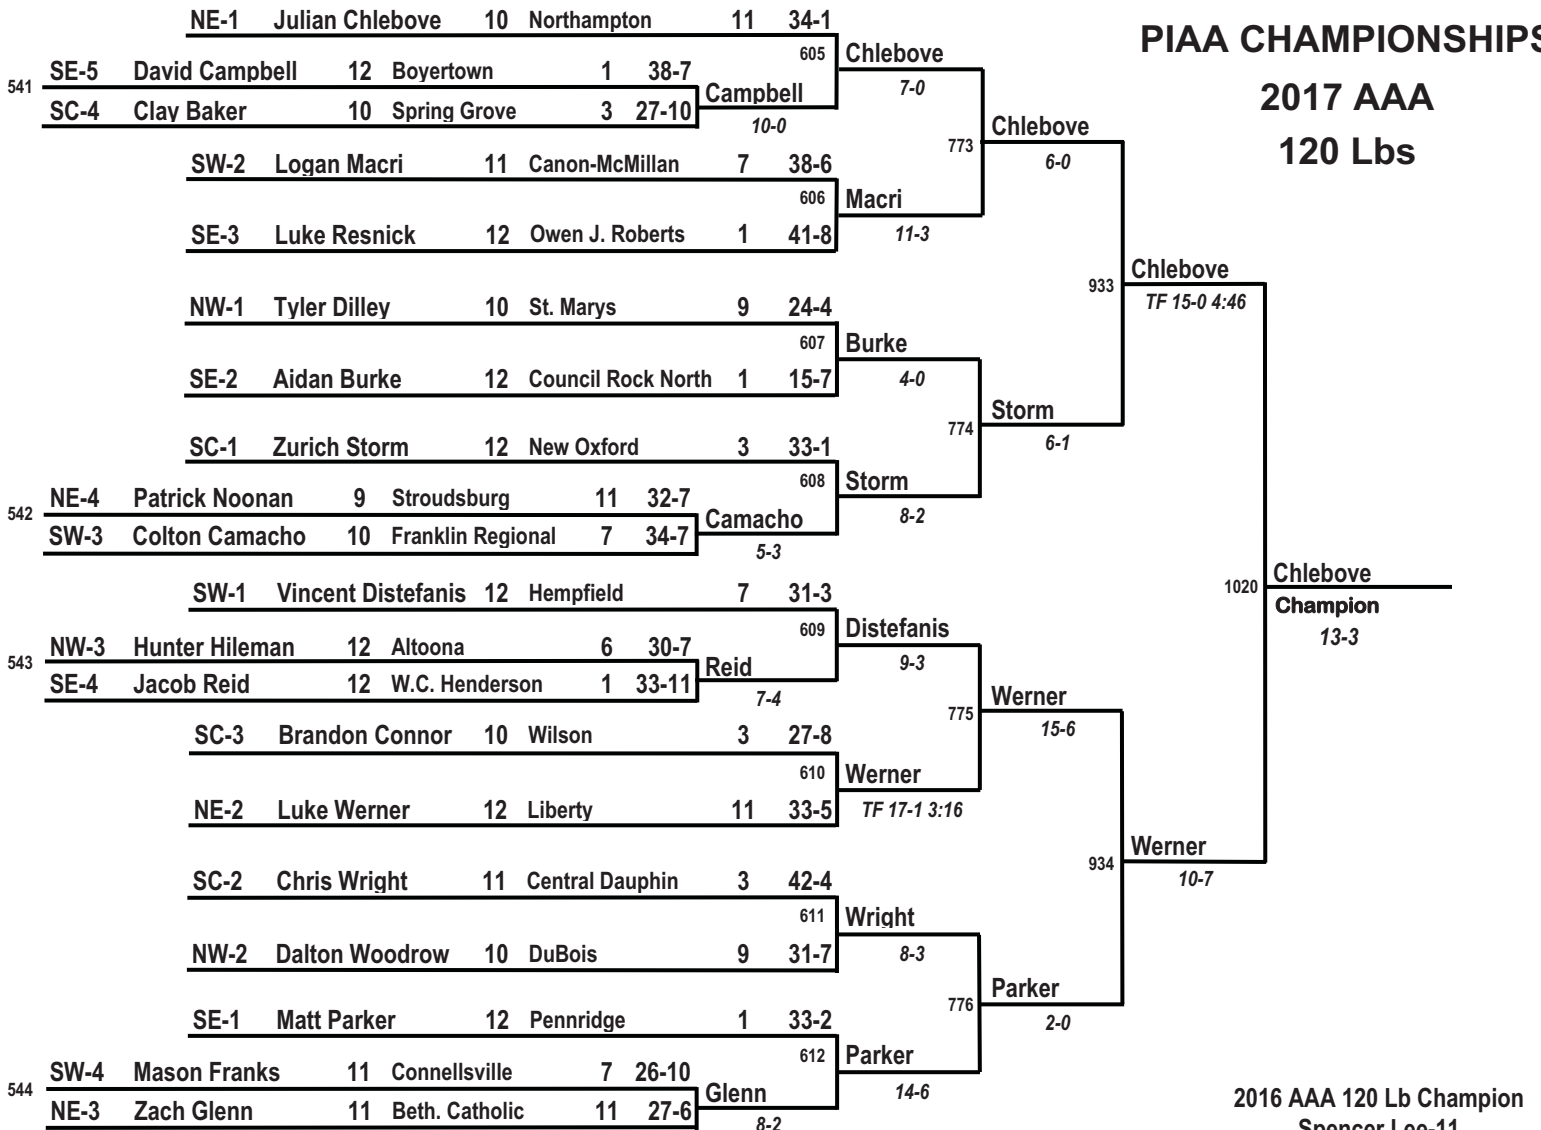 NE-1 Julian Chlebove 10 Northampton 11 34-1
PIAA CHAMPIONSHIPS
605 Chlebove
541 SE-5 David Campbell 12 Boyertown 1 38-7
7-0
2017 AAA
Campbell
SC-4 Clay Baker 10 Spring Grove 3 27-10
10-0
Chlebove
773
6-0
120 Lbs
SW-2 Logan Macri 11 Canon-McMillan 7 38-6
606 Macri
11-3
SE-3 Luke Resnick 12 Owen J. Roberts 1 41-8
Chlebove
933
TF 15-0 4:46
NW-1 Tyler Dilley 10 St. Marys 9 24-4
607 Burke
4-0
SE-2 Aidan Burke 12 Council Rock North 1 15-7
Storm
774
6-1
SC-1 Zurich Storm 12 New Oxford 3 33-1
608 Storm
8-2
542 NE-4 Patrick Noonan 9 Stroudsburg 11 32-7
Camacho
SW-3 Colton Camacho 10 Franklin Regional 7 34-7
5-3
Chlebove
1020
Champion
13-3
SW-1 Vincent Distefanis 12 Hempfield 7 31-3
609 Distefanis
9-3
543 NW-3 Hunter Hileman 12 Altoona 6 30-7
Reid
SE-4 Jacob Reid 12 W.C. Henderson 1 33-11
7-4
Werner
775
15-6
SC-3 Brandon Connor 10 Wilson 3 27-8
610 Werner
TF 17-1 3:16
NE-2 Luke Werner 12 Liberty 11 33-5
Werner
934
10-7
SC-2 Chris Wright 11 Central Dauphin 3 42-4
611 Wright
8-3
NW-2 Dalton Woodrow 10 DuBois 9 31-7
Parker
776
2-0
SE-1 Matt Parker 12 Pennridge 1 33-2
612 Parker
14-6
544 SW-4 Mason Franks 11 Connellsville 7 26-10
Glenn
NE-3 Zach Glenn 11 Beth. Catholic 11 27-6
8-2
2016 AAA 120 Lb Champion
Spencer Lee-11